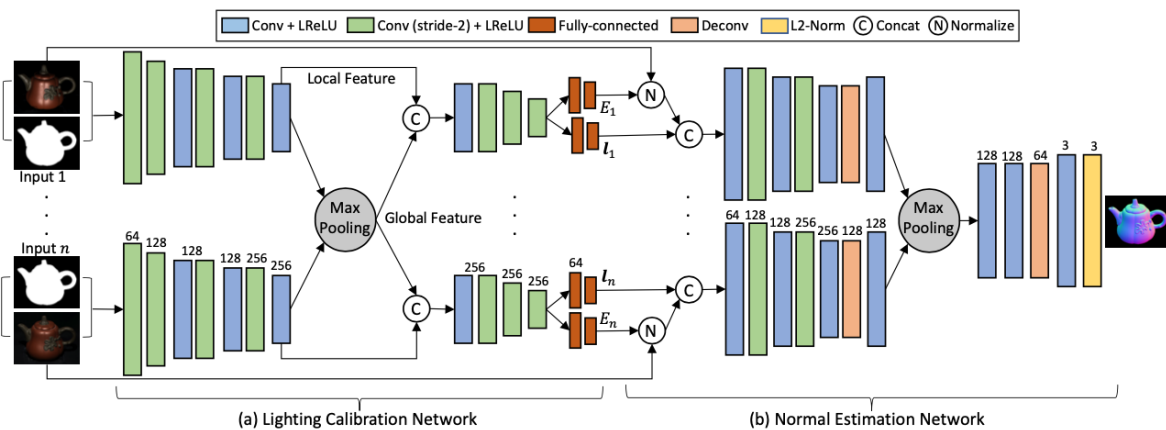 Conv + LReLU Conv (stride-2) + LReLU Fully-connected Deconv L2-Norm C Concat N Normalize
Input 1
Local Feature
C
E1
l1
N
C
Max Pooling
Global Feature
Input n
64 128 128 128 256 256
C
256 256 256 64
ln
En
C
N
64 128 128 256 256 128 128
Max Pooling
128 128 64 3 3
(a) Lighting Calibration Network
(b) Normal Estimation Network